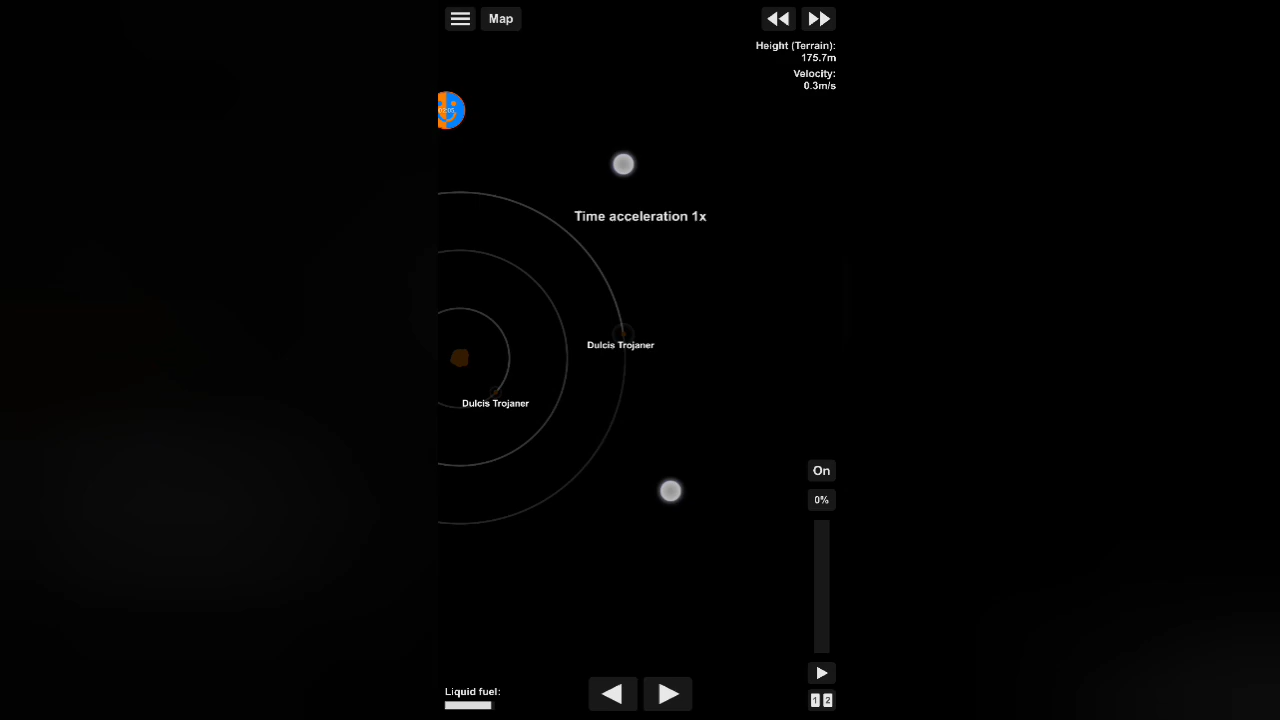 Map
Height (Terrain):
175.7m
Velocity:
0.3m/s
Time acceleration 1x
Dulcis Trojaner
Dulcis Trojaner
On
0%
Liquid fuel:
1 2